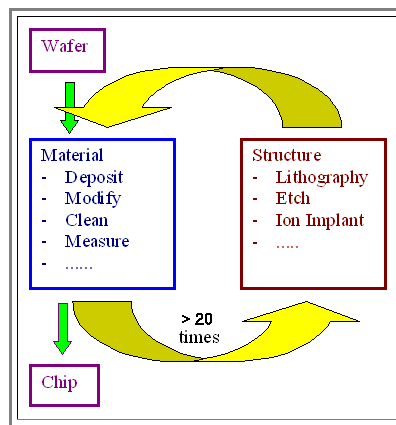 Wafer
Material
- Deposit
- Modify
- Clean
- Measure
- ......
Structure
- Lithography
- Etch
- Ion Implant
- .....
> 20
times
Chip